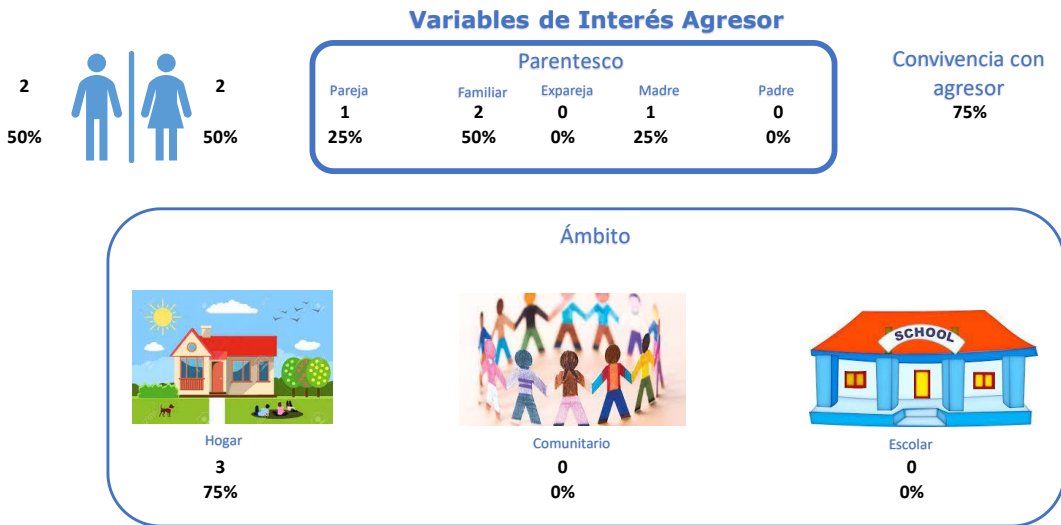 Variables de Interés Agresor
2
50%
2
50%
Parentesco
Pareja Familiar Expareja Madre Padre
1 2 0 1 0
25% 50% 0% 25% 0%
Convivencia con
agresor
75%
Ámbito
SCHOOL
Hogar Comunitario Escolar
3 0 0
75% 0% 0%